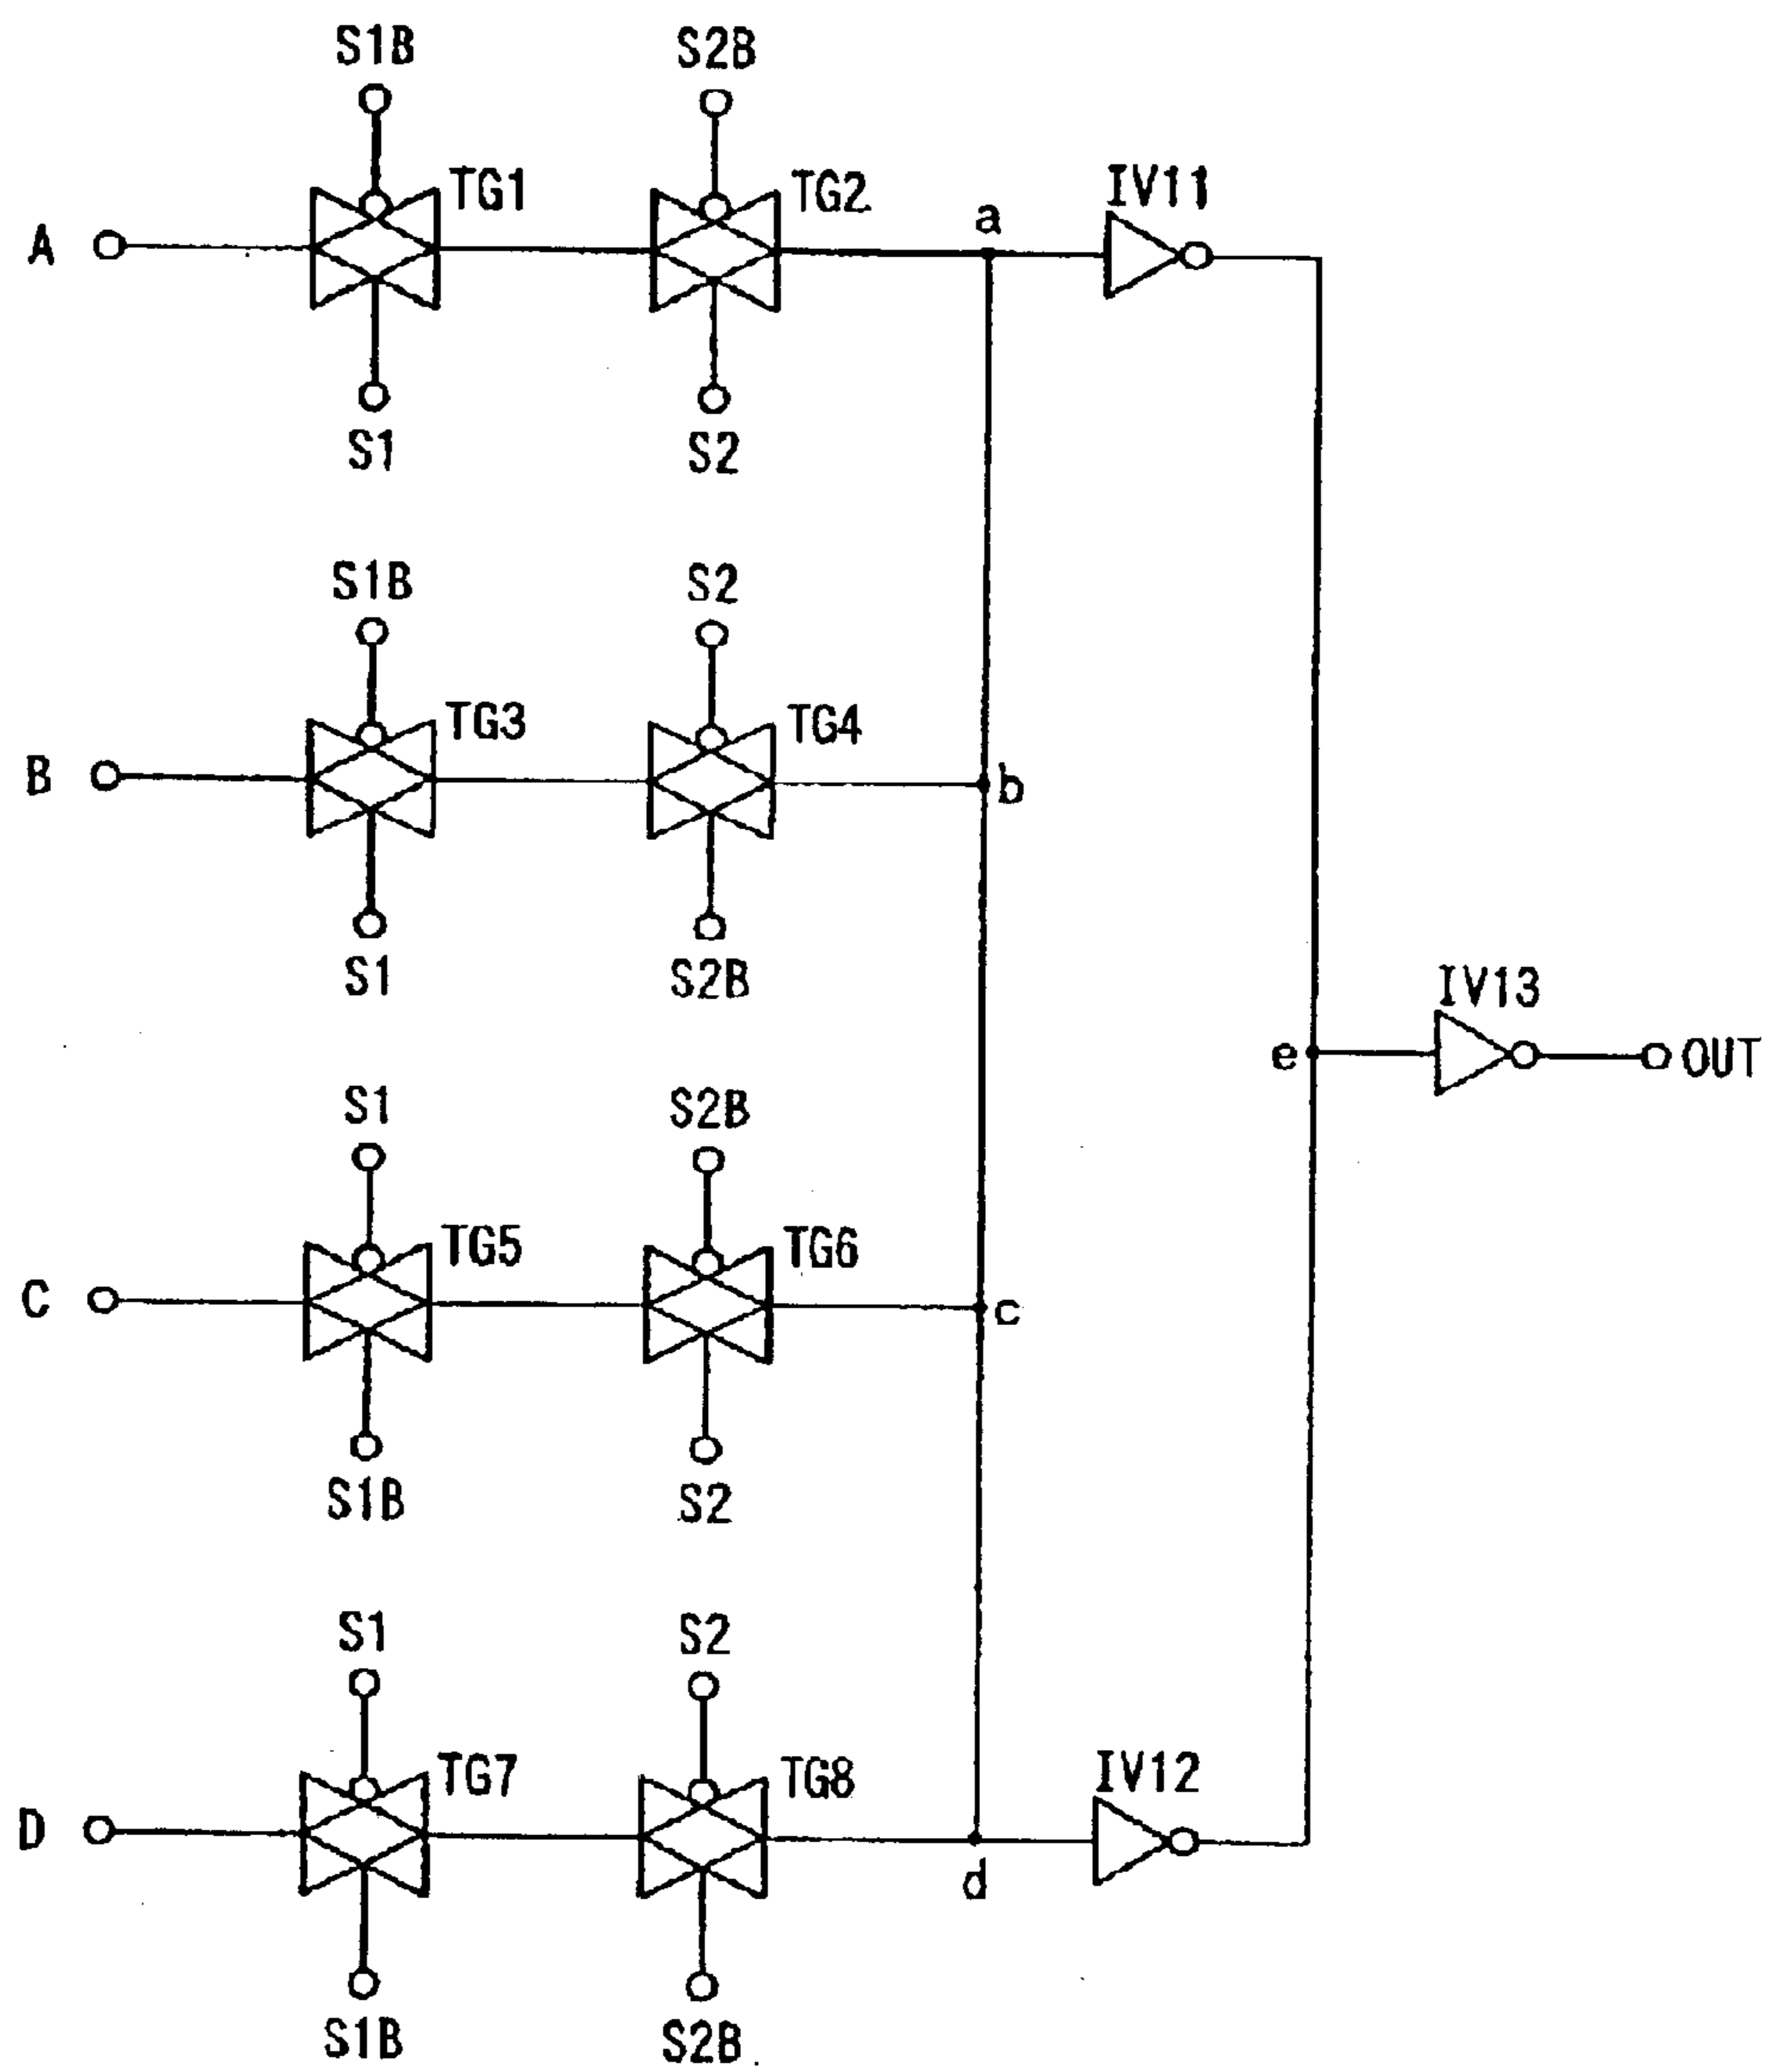 S1B
S2B
TG1
TG2
a
IV11
A
S1
S2
S1B
S2
TG3
TG4
B
b
S1
S2B
IV13
e
OUT
S1
S2B
TG5
TG6
C
c
S1B
S2
S1
S2
TG7
TG8
IV12
D
d
S1B
S2B